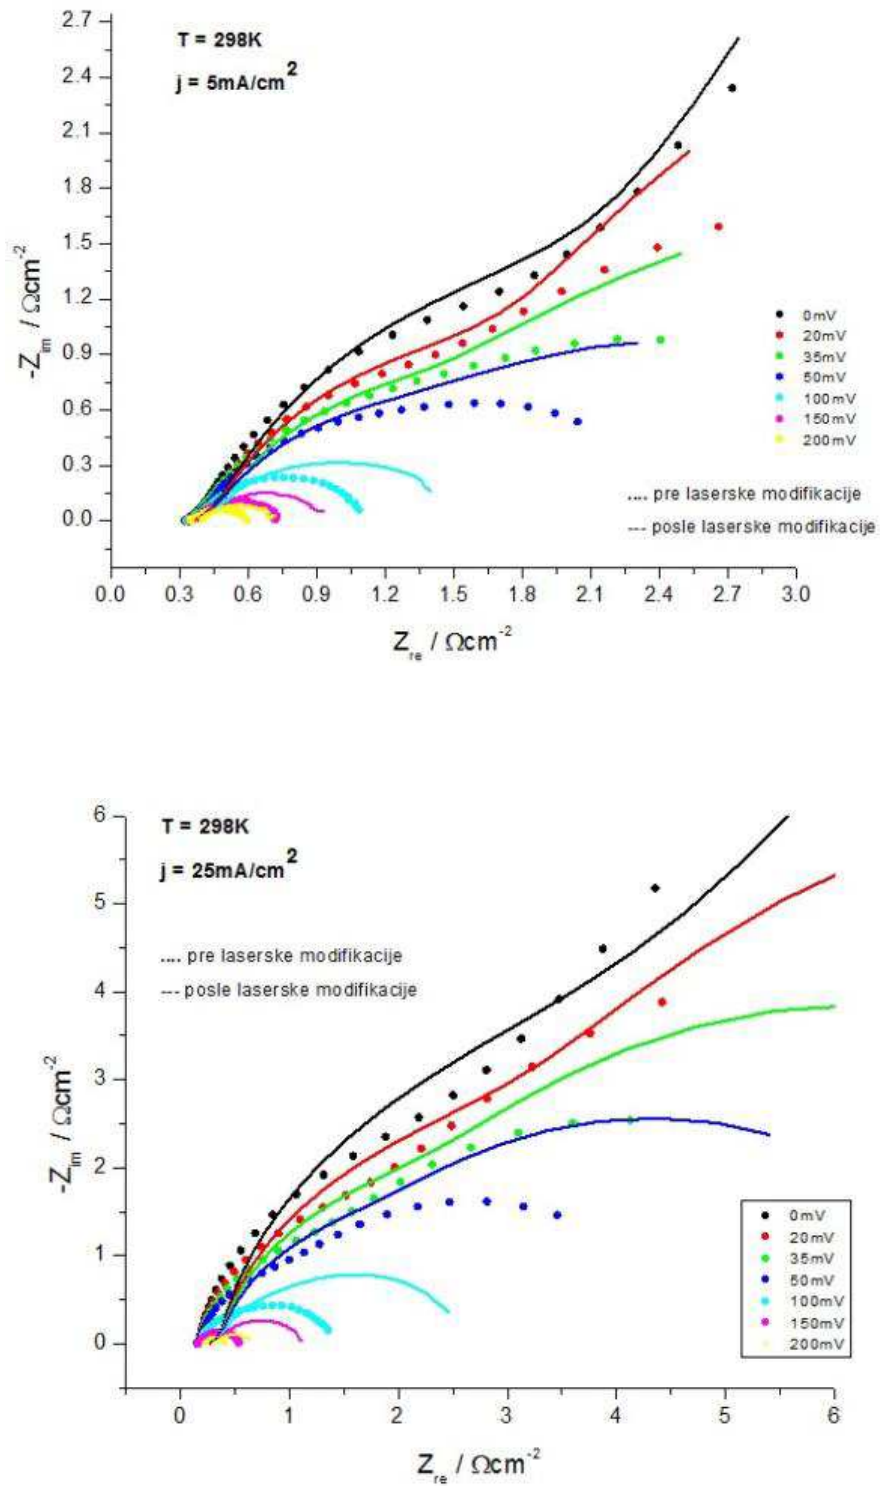 2.7
2.4
2.1
1.8
1.5
1.2
0.9
0.6
0.3
0.0
T = 298K
j = 5mA/cm²
-Z_im / Ωcm⁻²
0mV
20mV
35mV
50mV
100mV
150mV
200mV
.... pre laserske modifikacije
--- posle laserske modifikacije
0.0 0.3 0.6 0.9 1.2 1.5 1.8 2.1 2.4 2.7 3.0
Z_re / Ωcm⁻²
6
5
4
3
2
1
0
T = 298K
j = 25mA/cm²
.... pre laserske modifikacije
--- posle laserske modifikacije
-Z_im / Ωcm⁻²
0mV
20mV
35mV
50mV
100mV
150mV
200mV
0 1 2 3 4 5 6
Z_re / Ωcm⁻²